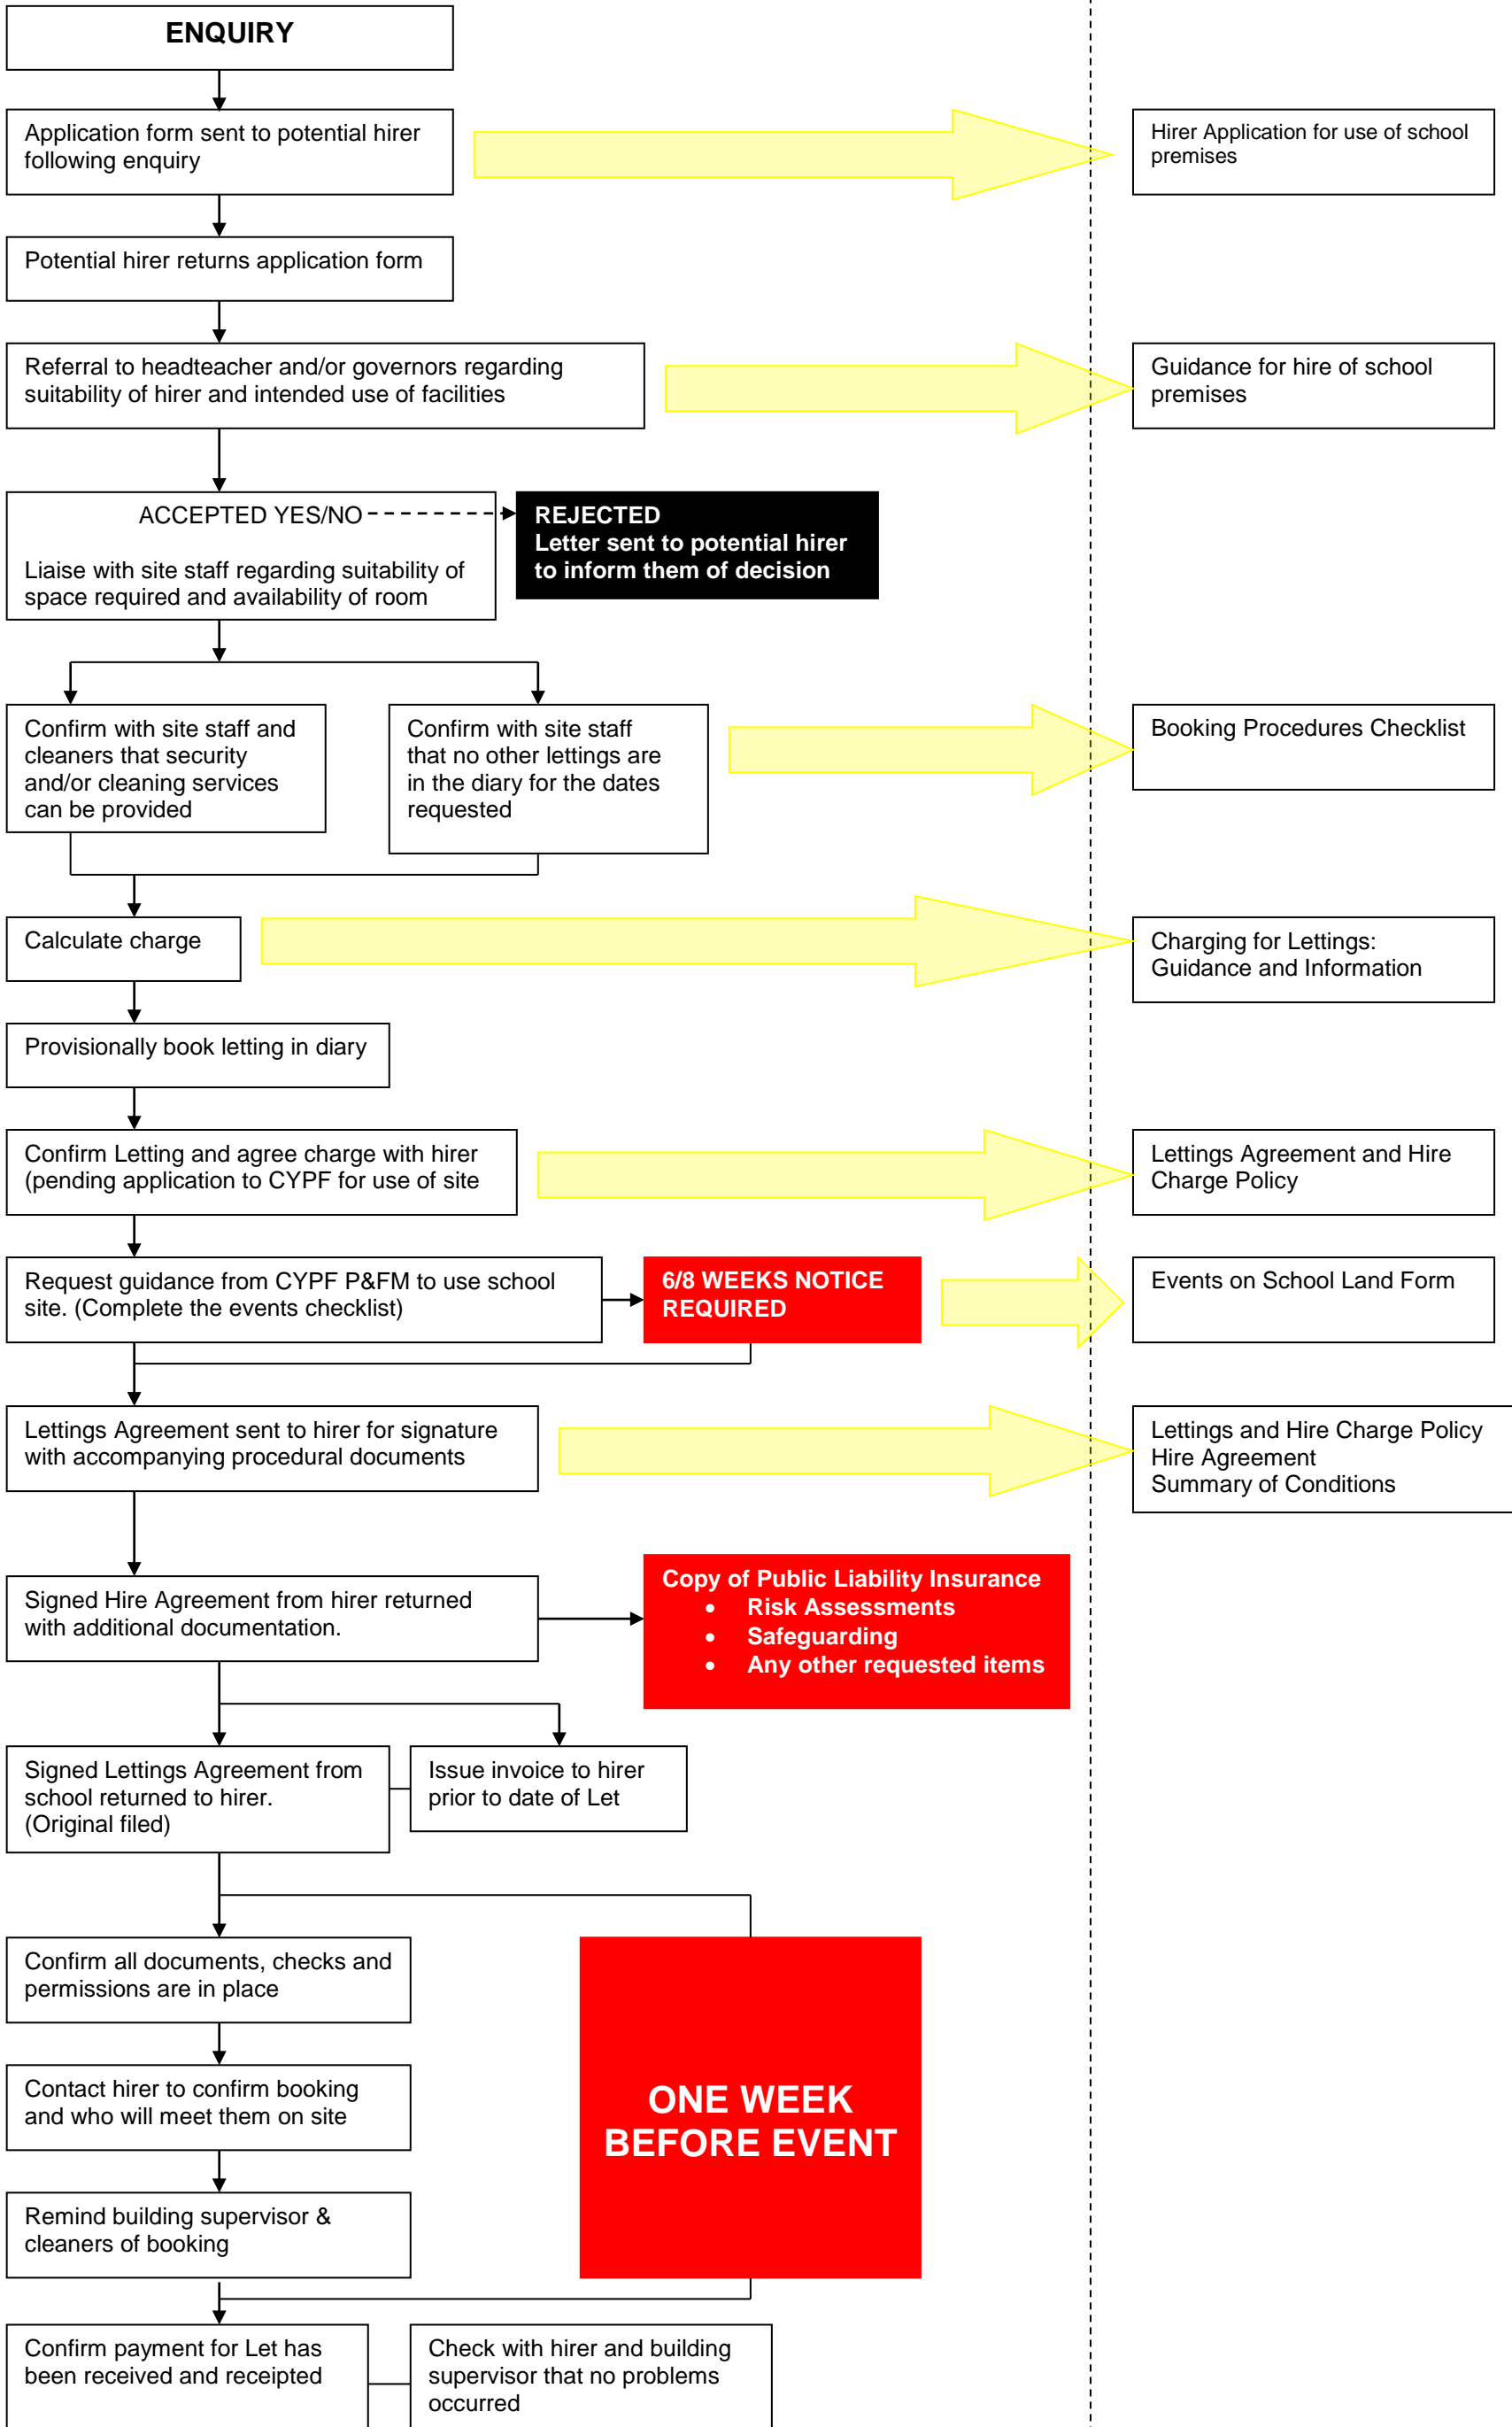 ENQUIRY
Application form sent to potential hirer
following enquiry
Hirer Application for use of school
premises
Potential hirer returns application form
Referral to headteacher and/or governors regarding
suitability of hirer and intended use of facilities
Guidance for hire of school
premises
ACCEPTED YES/NO
Liaise with site staff regarding suitability of
space required and availability of room
REJECTED
Letter sent to potential hirer
to inform them of decision
Confirm with site staff and
cleaners that security
and/or cleaning services
can be provided
Confirm with site staff
that no other lettings are
in the diary for the dates
requested
Booking Procedures Checklist
Calculate charge
Charging for Lettings:
Guidance and Information
Provisionally book letting in diary
Confirm Letting and agree charge with hirer
(pending application to CYPF for use of site
Lettings Agreement and Hire
Charge Policy
Request guidance from CYPF P&FM to use school
site. (Complete the events checklist)
6/8 WEEKS NOTICE
REQUIRED
Events on School Land Form
Lettings Agreement sent to hirer for signature
with accompanying procedural documents
Lettings and Hire Charge Policy
Hire Agreement
Summary of Conditions
Signed Hire Agreement from hirer returned
with additional documentation.
Copy of Public Liability Insurance
• Risk Assessments
• Safeguarding
• Any other requested items
Signed Lettings Agreement from
school returned to hirer.
(Original filed)
Issue invoice to hirer
prior to date of Let
Confirm all documents, checks and
permissions are in place
Contact hirer to confirm booking
and who will meet them on site
Remind building supervisor &
cleaners of booking
ONE WEEK
BEFORE EVENT
Confirm payment for Let has
been received and receipted
Check with hirer and building
supervisor that no problems
occurred